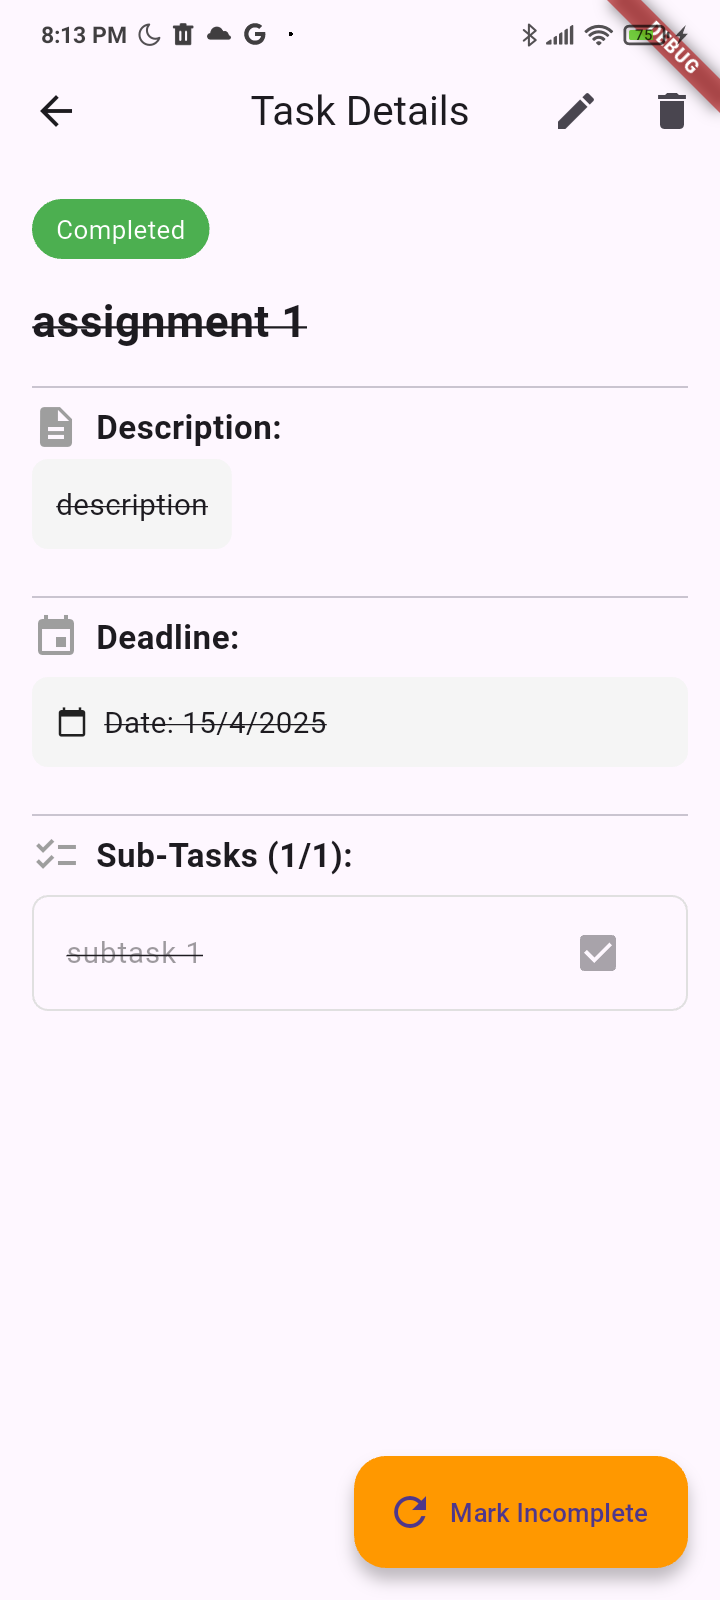 8:13 PM
75
DEBUG
Task Details
Completed
assignment 1
Description:
description
Deadline:
Date: 15/4/2025
Sub-Tasks (1/1):
subtask 1
Mark Incomplete